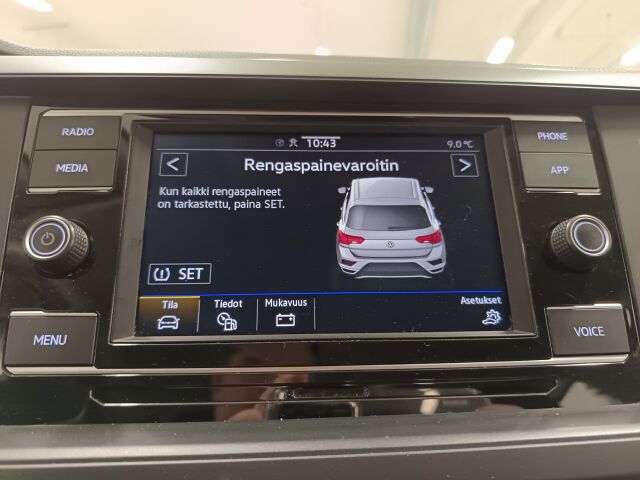 RADIO
MEDIA
MENU
PHONE
APP
VOICE
10:43
9.0 °C
<
Rengaspainevaroitin
>
Kun kaikki rengaspaineet
on tarkastettu, paina SET.
SET
Tila
Tiedot
Mukavuus
Asetukset